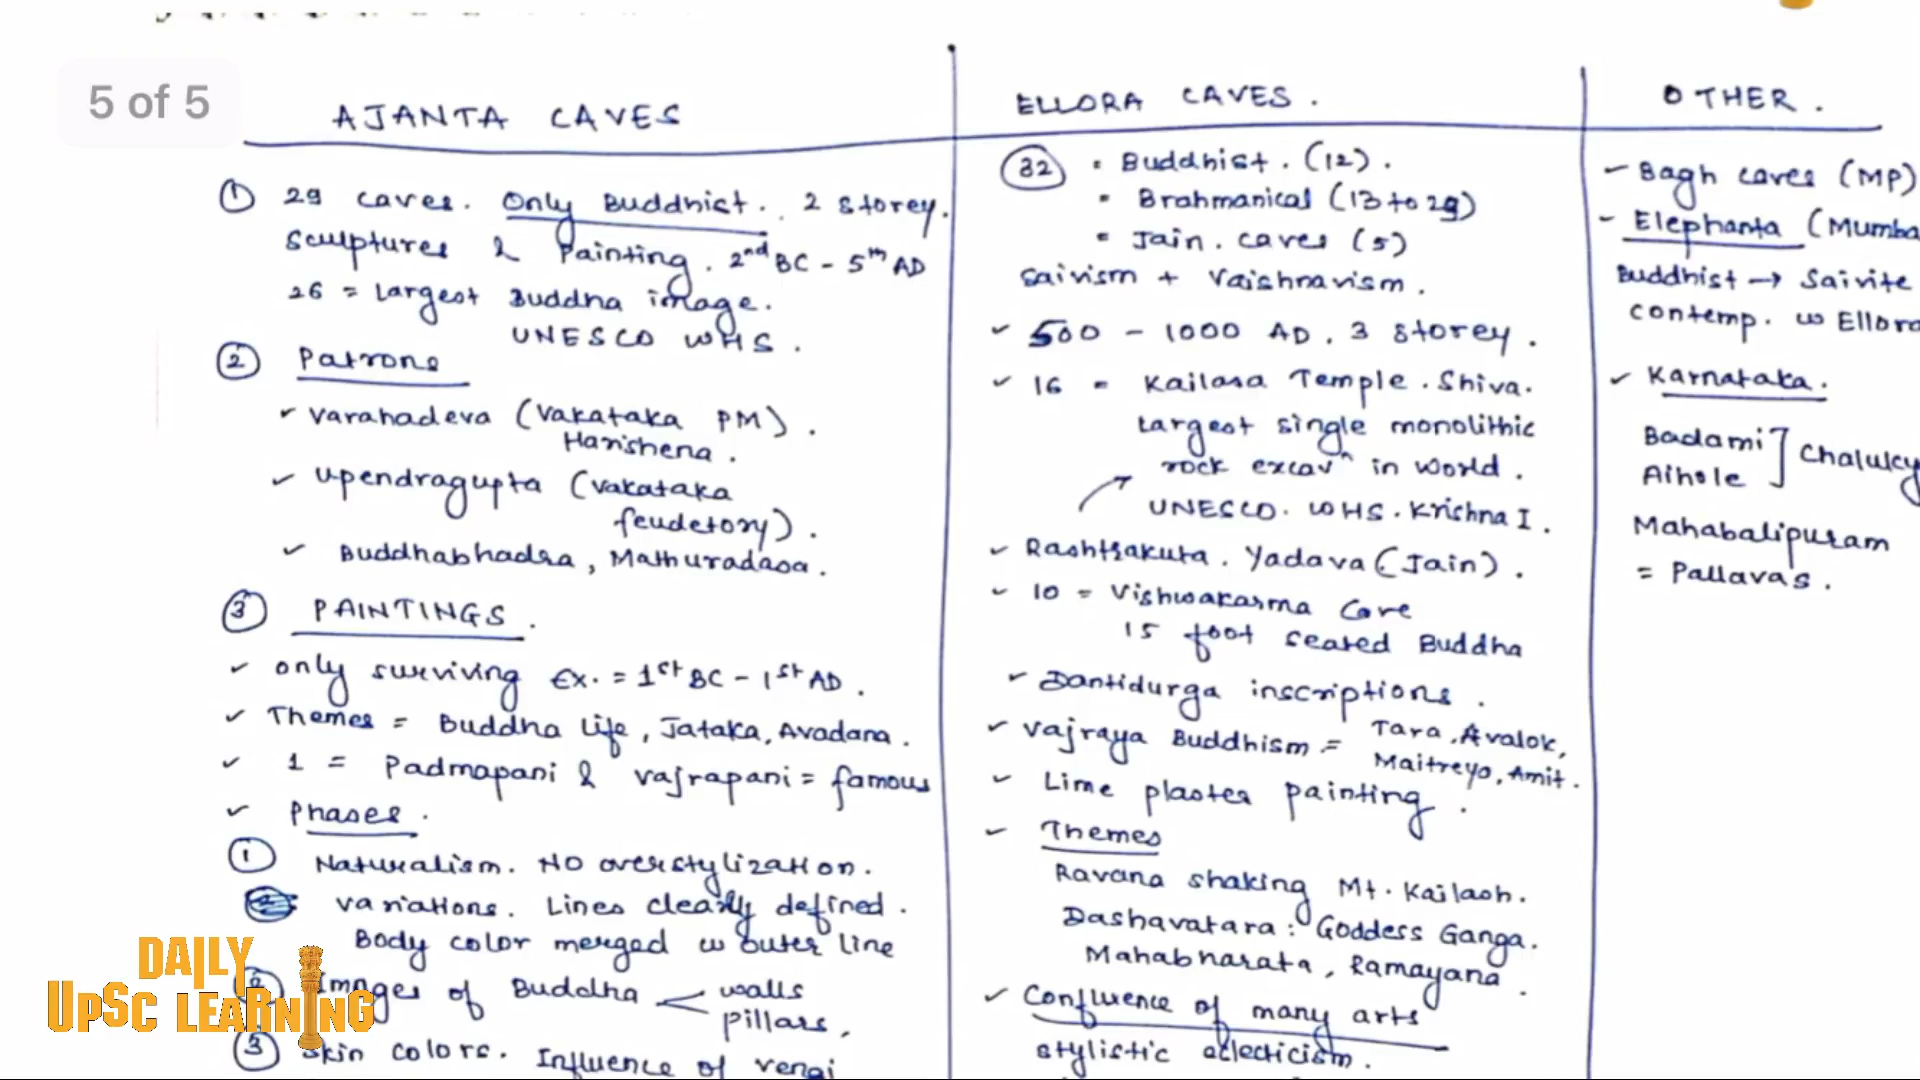 5 of 5
AJANTA CAVES
① 29 caves. Only Buddhist. 2 storey.
Sculptures & Painting. 2nd BC - 5th AD
26 = Largest Buddha image.
UNESCO WHS.
② Patrons
✓ Varahadeva (Vakataka PM).
Harishena.
✓ Upendragupta (Vakataka
feudetory).
✓ Buddhabhadra, Mathuradasa.
③ PAINTINGS.
✓ only surviving Ex. = 1st BC - 1st AD.
✓ Themes = Buddha life, Jataka, Avadana.
✓ 1 = Padmapani & Vajrapani = famous
✓ Phases.
① Naturalism. No overstylization.
variations. Lines clearly defined.
Body color merged w outer line
② Images of Buddha < walls
pillars.
③ Skin colors. Influence of vengi
ELLORA CAVES.
32 • Buddhist. (12).
• Brahmanical (13 to 29)
= Jain. caves (5)
Saivism + Vaishnavism.
✓ 500 - 1000 AD. 3 storey.
✓ 16 = Kailasa Temple. Shiva.
Largest single monolithic
rock excavn in world.
UNESCO. WHS. Krishna I.
✓ Rashtrakuta. Yadava (Jain).
✓ 10 = Vishwakarma Cave
15 foot seated Buddha
✓ Dantidurga inscriptions.
✓ Vajraya Buddhism = Tara, Avalok,
Maitreya, Amit.
✓ Lime plaster painting.
✓ Themes
Ravana shaking Mt. Kailash.
Dashavatara: Goddess Ganga.
Mahabharata, Ramayana.
✓ Confluence of many arts
stylistic eclecticism.
OTHER.
- Bagh caves (MP)
- Elephanta (Mumba
Buddhist → Saivite
contemp. w Ellora
✓ Karnataka.
Badami ] Chaluky
Aihole
Mahabalipuram
= Pallavas.
DAILY
UPSC LEARNING